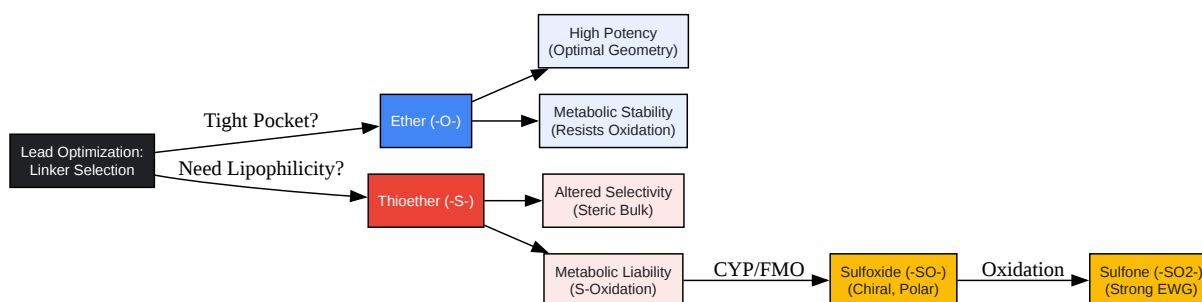 High Potency
(Optimal Geometry)
Tight Pocket?
Ether (-O-)
Metabolic Stability
(Resists Oxidation)
Lead Optimization:
Linker Selection
Need Lipophilicity?
Thioether (-S-)
Altered Selectivity
(Steric Bulk)
Metabolic Liability
(S-Oxidation)
CYP/FMO
Sulfoxide (-SO-)
(Chiral, Polar)
Oxidation
Sulfone (-SO2-)
(Strong EWG)